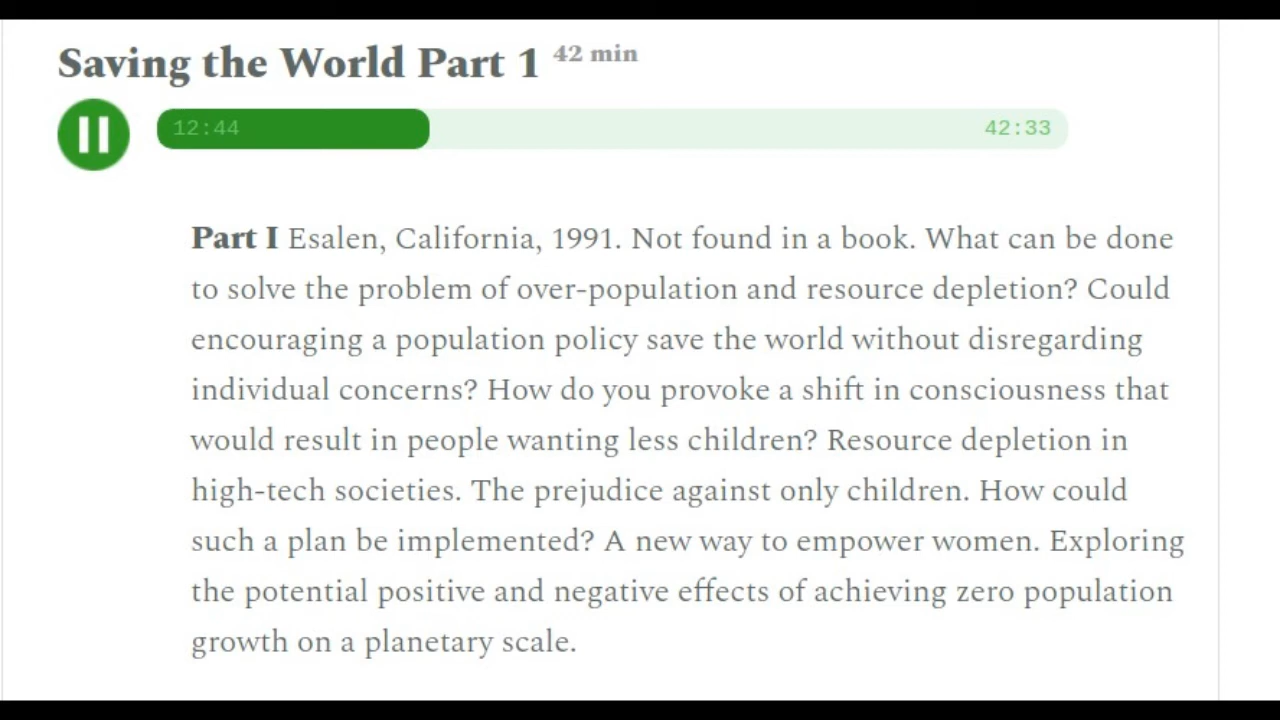 Saving the World Part 1 42 min
12:44 42:33
Part I Esalen, California, 1991. Not found in a book. What can be done
to solve the problem of over-population and resource depletion? Could
encouraging a population policy save the world without disregarding
individual concerns? How do you provoke a shift in consciousness that
would result in people wanting less children? Resource depletion in
high-tech societies. The prejudice against only children. How could
such a plan be implemented? A new way to empower women. Exploring
the potential positive and negative effects of achieving zero population
growth on a planetary scale.